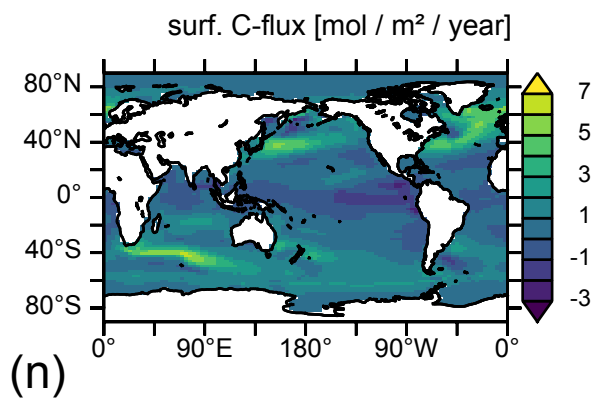 surf. C-flux [mol / m² / year]
80°N
40°N
0°
40°S
80°S
0°
90°E
180°
90°W
0°
7
5
3
1
-1
-3
(n)